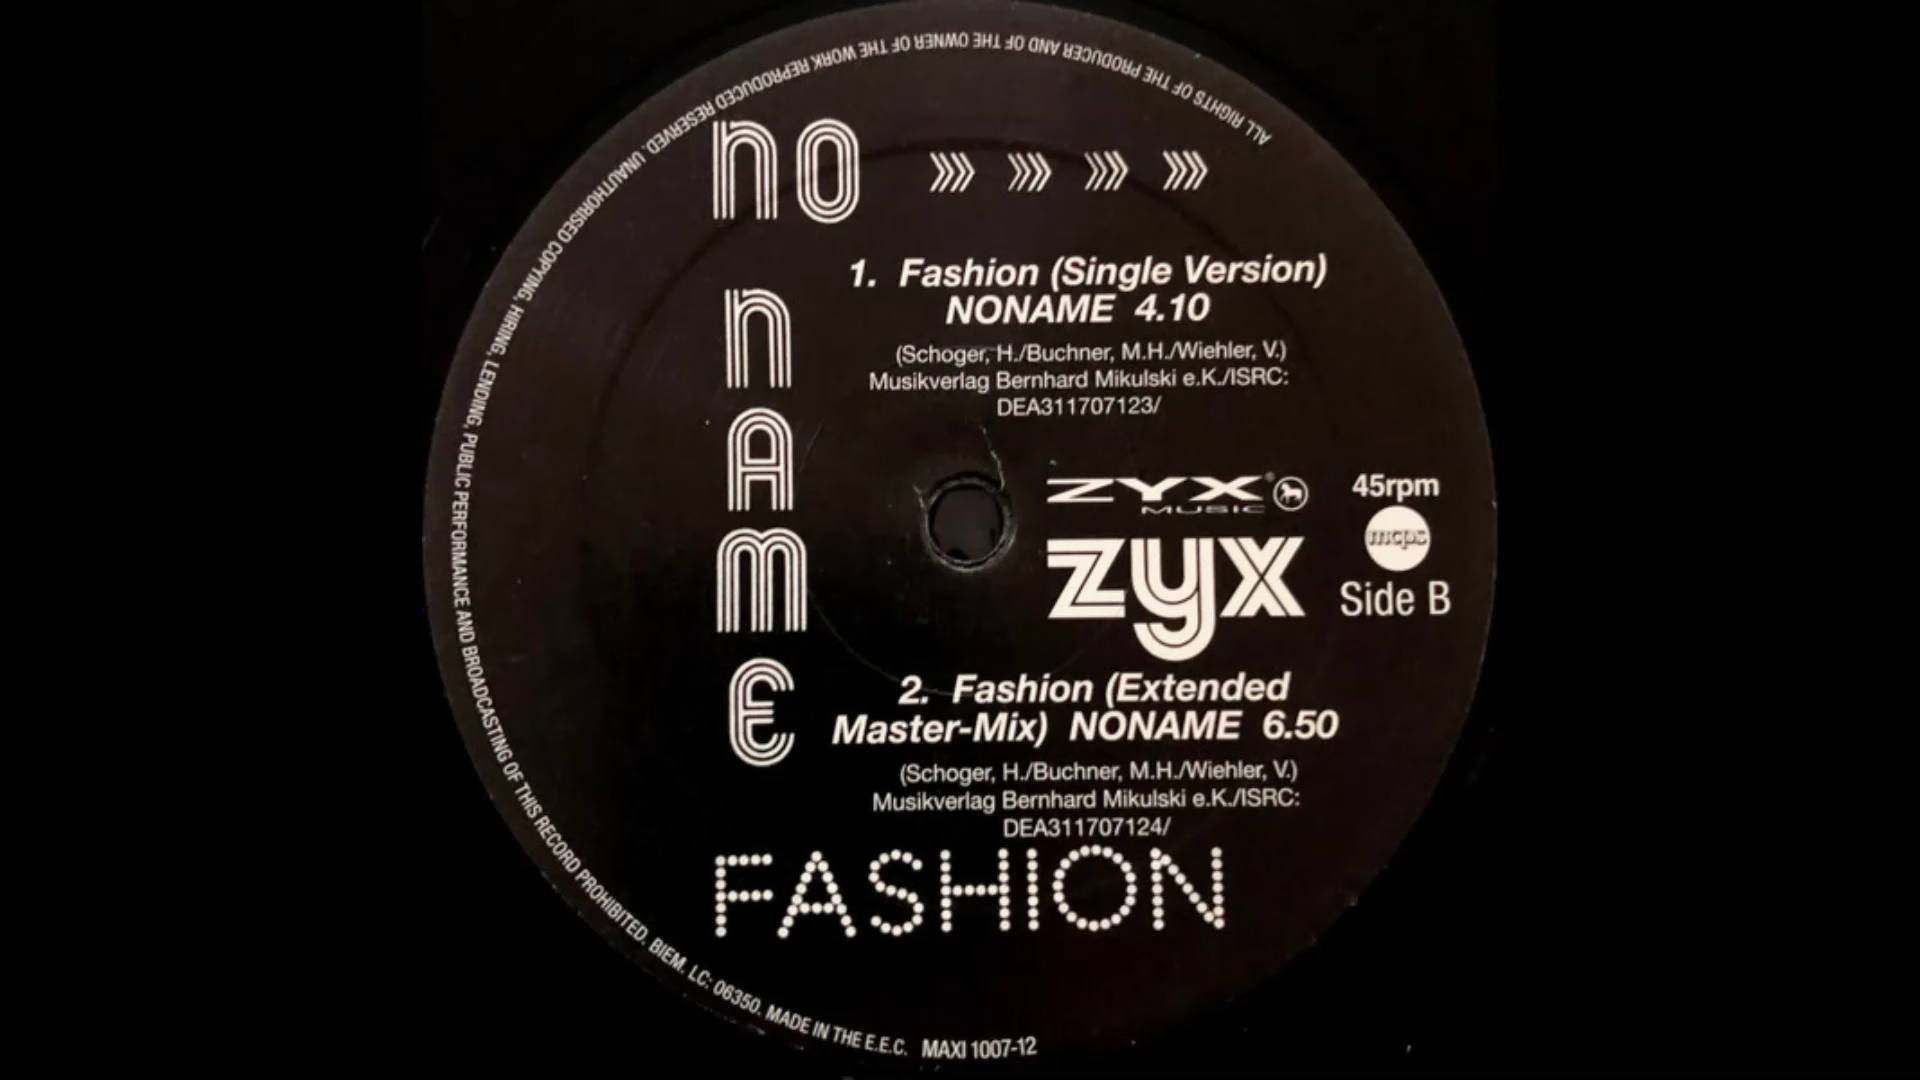 ALL RIGHTS OF THE PRODUCER AND OF THE OWNER OF THE WORK REPRODUCED RESERVED. UNAUTHORISED COPYING, HIRING, LENDING, PUBLIC PERFORMANCE AND BROADCASTING OF THIS RECORD PROHIBITED. BIEM. LC: 06350. MADE IN THE E.E.C. MAXI 1007-12
no
name
1. Fashion (Single Version)
NONAME 4.10
(Schoger, H./Buchner, M.H./Wiehler, V.)
Musikverlag Bernhard Mikulski e.K./ISRC:
DEA311707123/
ZYX®
MUSIC
zyx
45rpm
mcps
Side B
2. Fashion (Extended
Master-Mix) NONAME 6.50
(Schoger, H./Buchner, M.H./Wiehler, V.)
Musikverlag Bernhard Mikulski e.K./ISRC:
DEA311707124/
FASHION